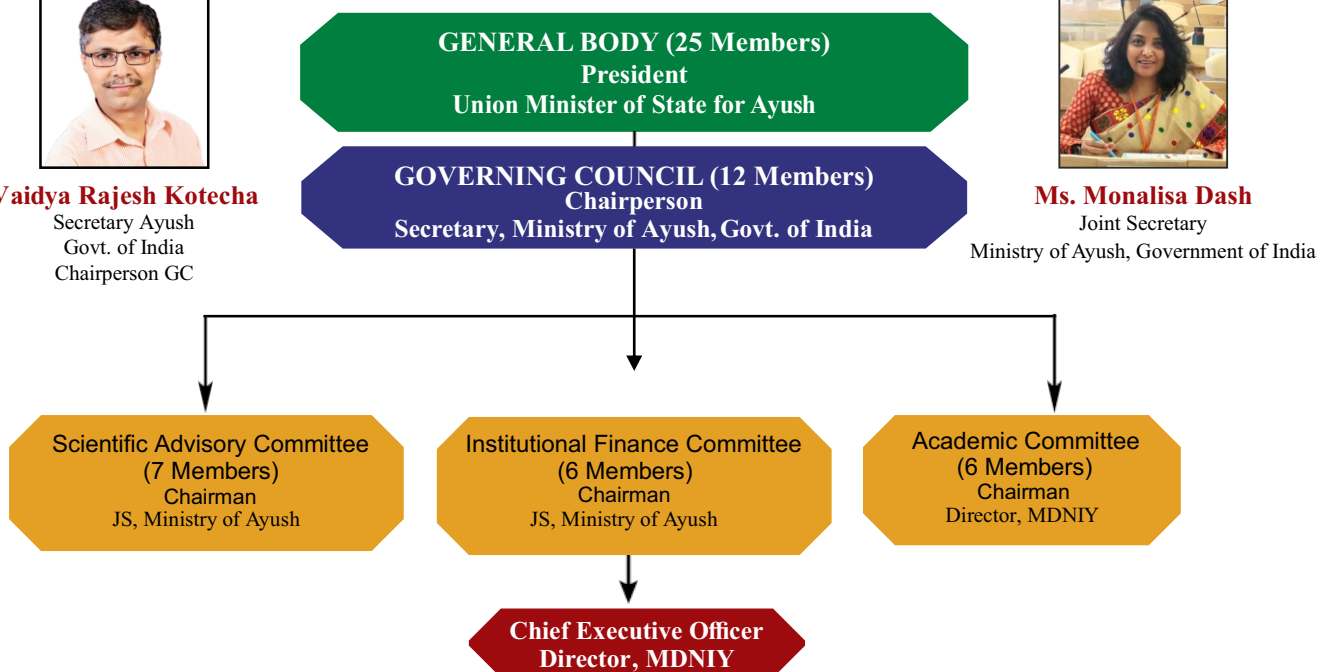 GENERAL BODY (25 Members)
President
Union Minister of State for Ayush
GOVERNING COUNCIL (12 Members)
Chairperson
Secretary, Ministry of Ayush, Govt. of India
Vaidya Rajesh Kotecha
Secretary Ayush
Govt. of India
Chairperson GC
Ms. Monalisa Dash
Joint Secretary
Ministry of Ayush, Government of India
Scientific Advisory Committee
(7 Members)
Chairman
JS, Ministry of Ayush
Institutional Finance Committee
(6 Members)
Chairman
JS, Ministry of Ayush
Academic Committee
(6 Members)
Chairman
Director, MDNIY
Chief Executive Officer
Director, MDNIY